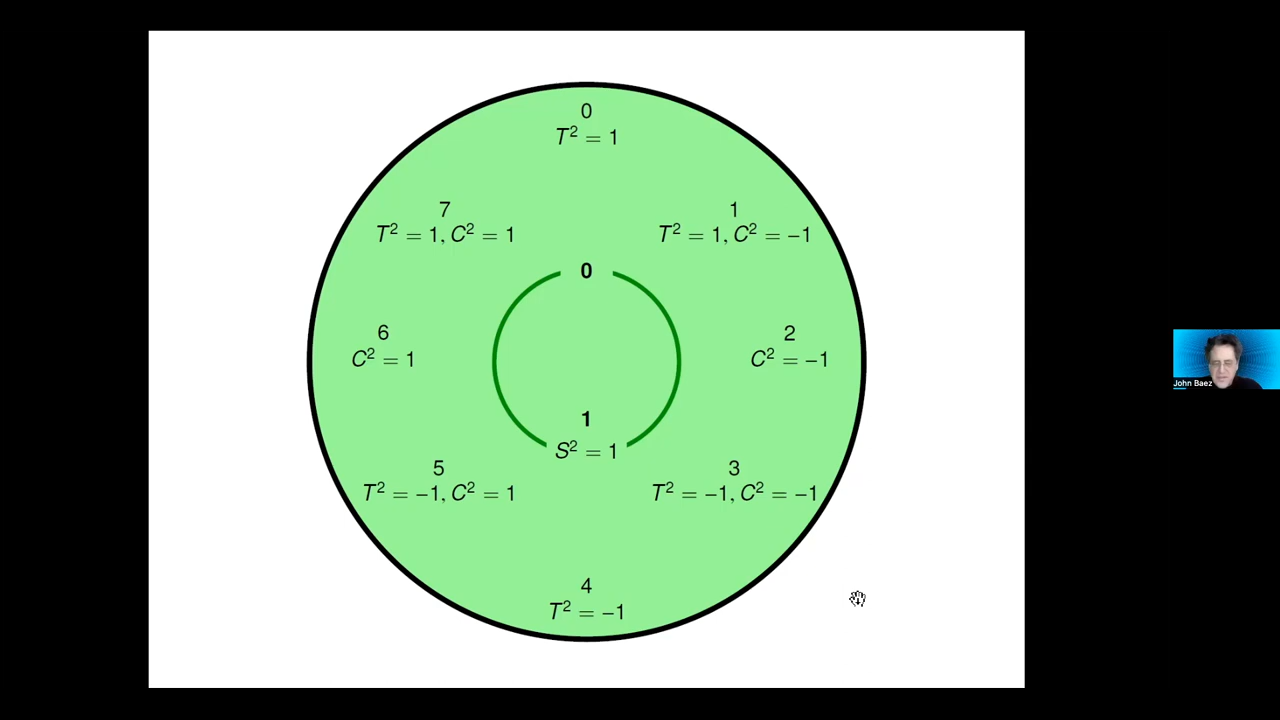 0
T² = 1
7
T² = 1, C² = 1
1
T² = 1, C² = −1
0
6
C² = 1
2
C² = −1
1
S² = 1
5
T² = −1, C² = 1
3
T² = −1, C² = −1
4
T² = −1
John Baez